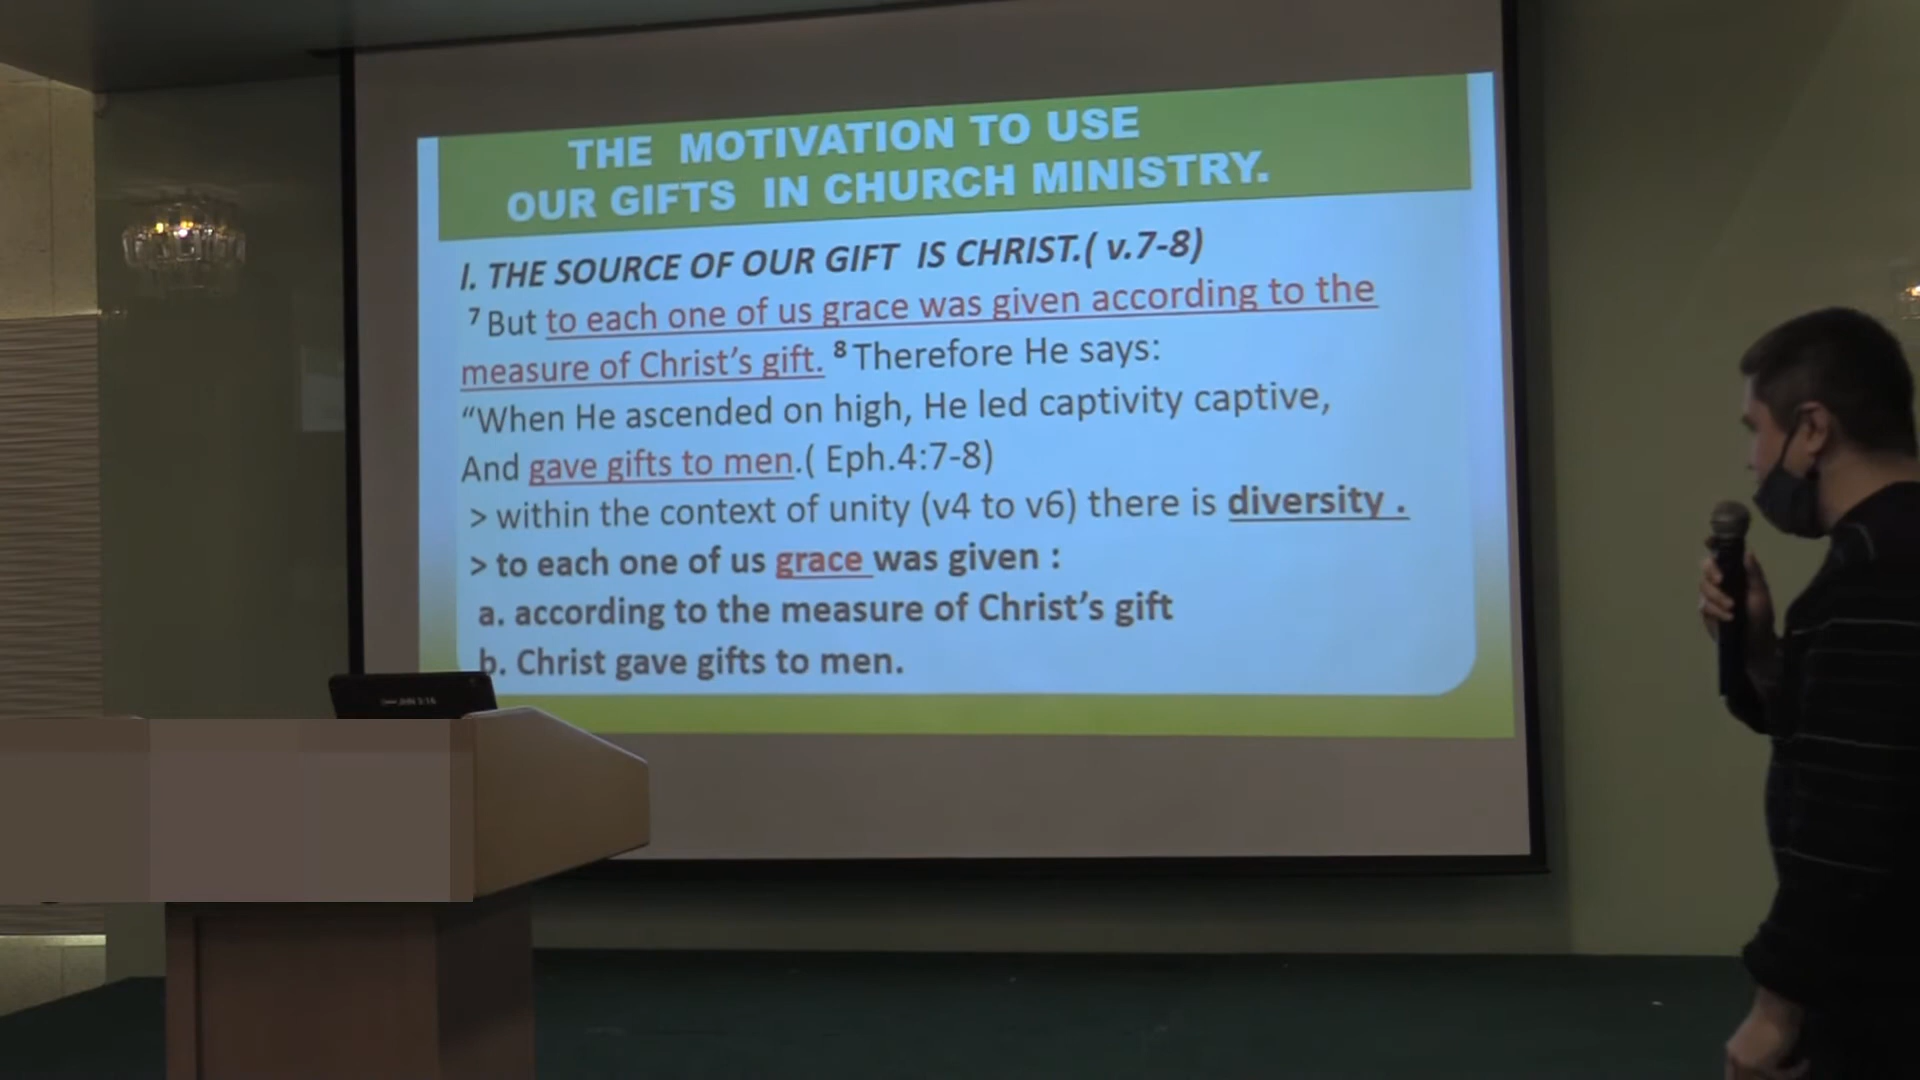 THE MOTIVATION TO USE
OUR GIFTS IN CHURCH MINISTRY.
I. THE SOURCE OF OUR GIFT IS CHRIST.( v.7-8)
⁷ But to each one of us grace was given according to the
measure of Christ’s gift. ⁸ Therefore He says:
“When He ascended on high, He led captivity captive,
And gave gifts to men.( Eph.4:7-8)
> within the context of unity (v4 to v6) there is diversity .
> to each one of us grace was given :
a. according to the measure of Christ’s gift
b. Christ gave gifts to men.